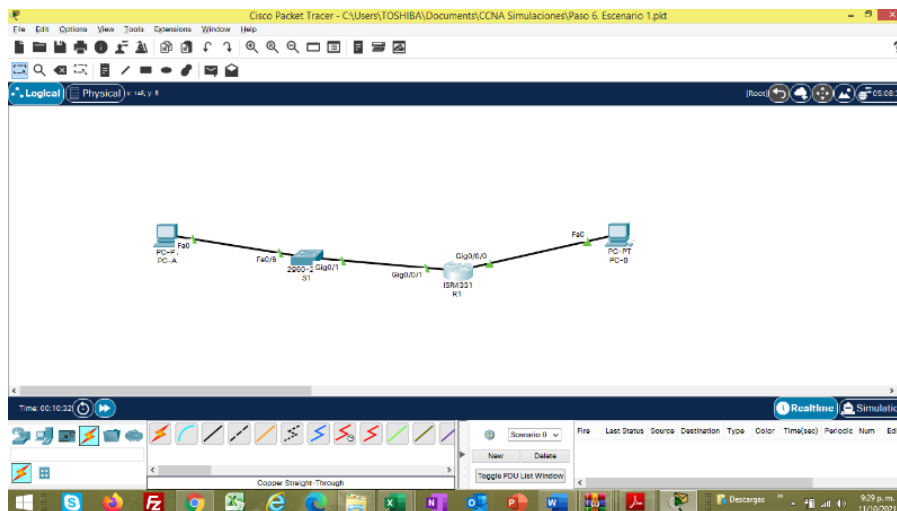 Cisco Packet Tracer - C:\Users\TOSHIBA\Documents\CCNA Simulaciones\Paso 6. Escenario 1.pkt
File Edit Options View Tools Extensions Window Help
Logical Physical
[Root]
Fa0
PC-A
Fa0/6
Gig0/1
S1
Gig0/0/1
Gig0/0/0
ISR4331
R1
Fa0
PC-PT
PC-B
Time: 00:10:32
Realtime
Scenario 0
New Delete
Toggle PDU List Window
Fire Last Status Source Destination Type Color Time(sec) Periodic Num
Copper Straight-Through
Descargas
9:29 p. m.